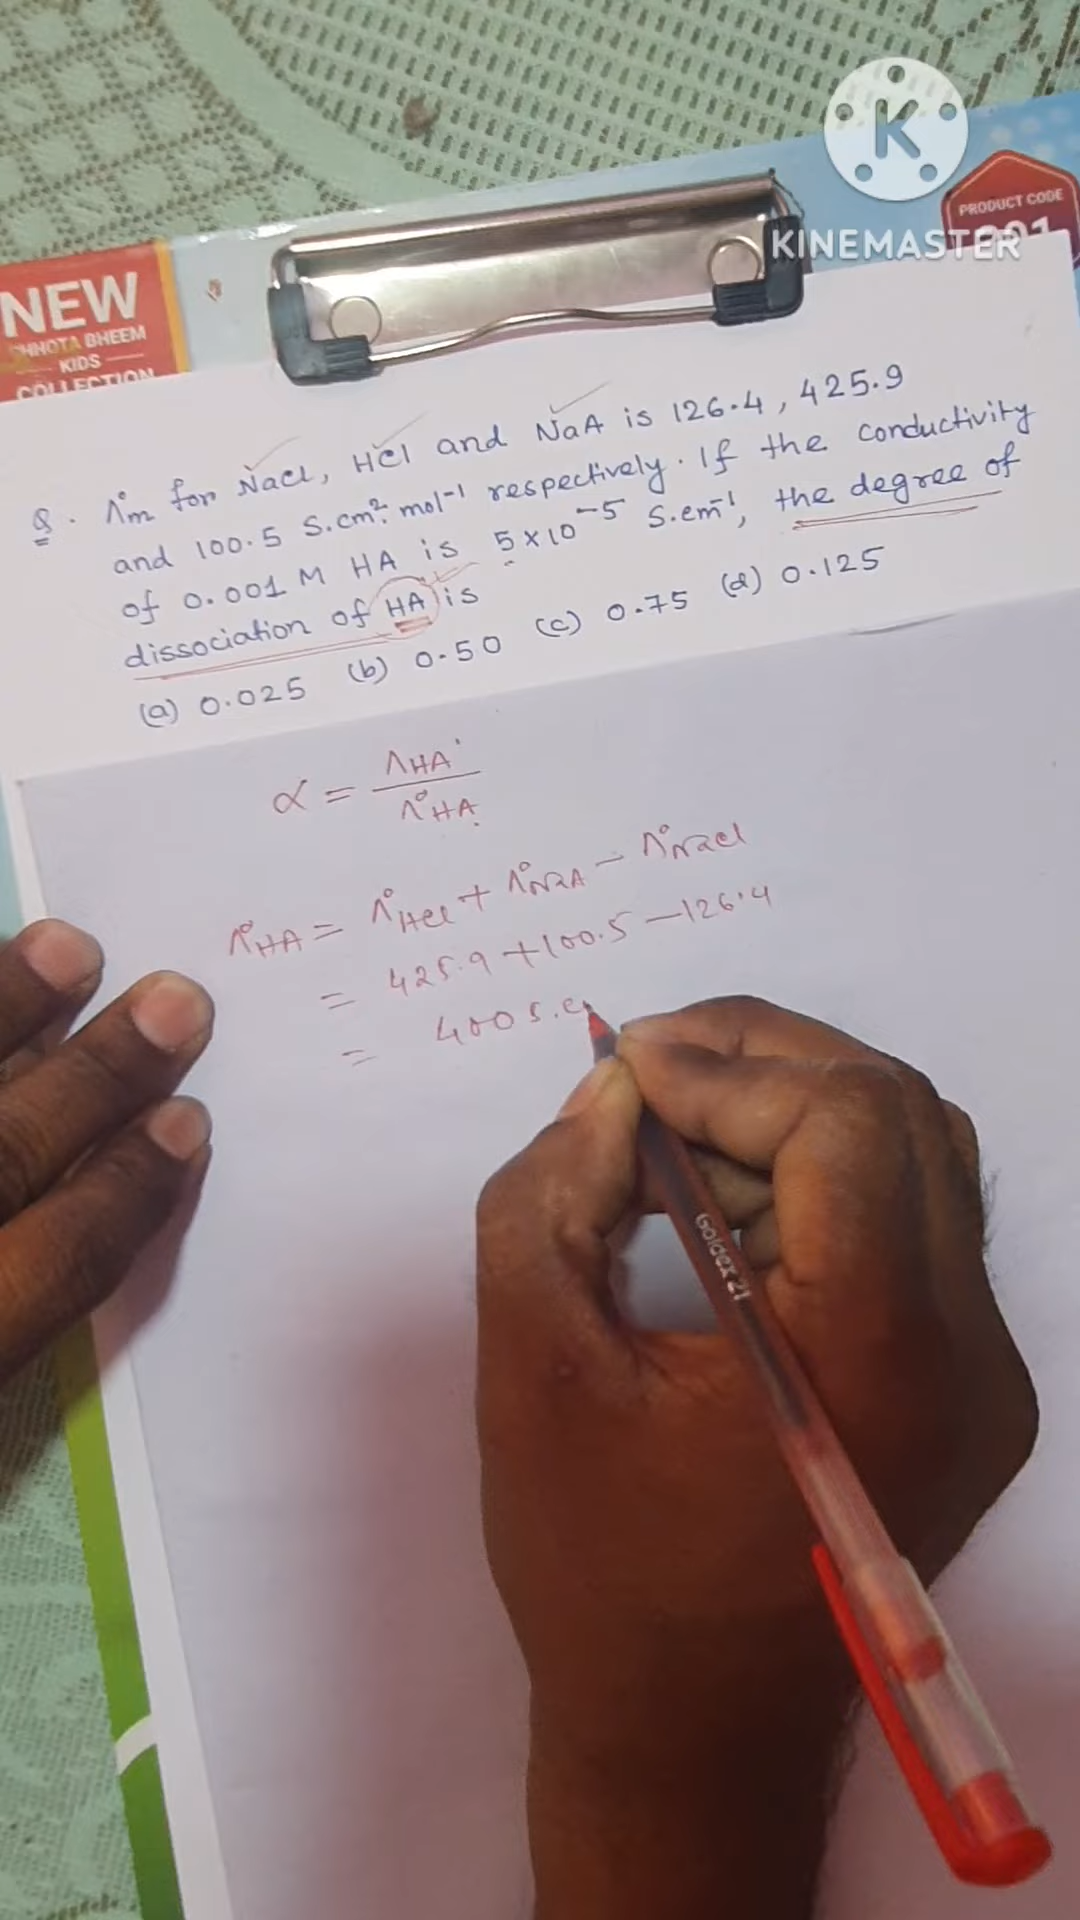 K
KINEMASTER
PRODUCT CODE
NEW
CHHOTA BHEEM
KIDS
COLLECTION
Q. Λ°m for NaCl, HCl and NaA is 126.4, 425.9
and 100.5 S.cm². mol⁻¹ respectively. If the conductivity
of 0.001 M HA is 5×10⁻⁵ S.cm⁻¹, the degree of
dissociation of HA is
(a) 0.025 (b) 0.50 (c) 0.75 (d) 0.125
α = ΛHA / Λ°HA
Λ°HA = Λ°HCl + Λ°NaA − Λ°NaCl
= 425.9 + 100.5 − 126.4
= 400 S.c
Goldex 21